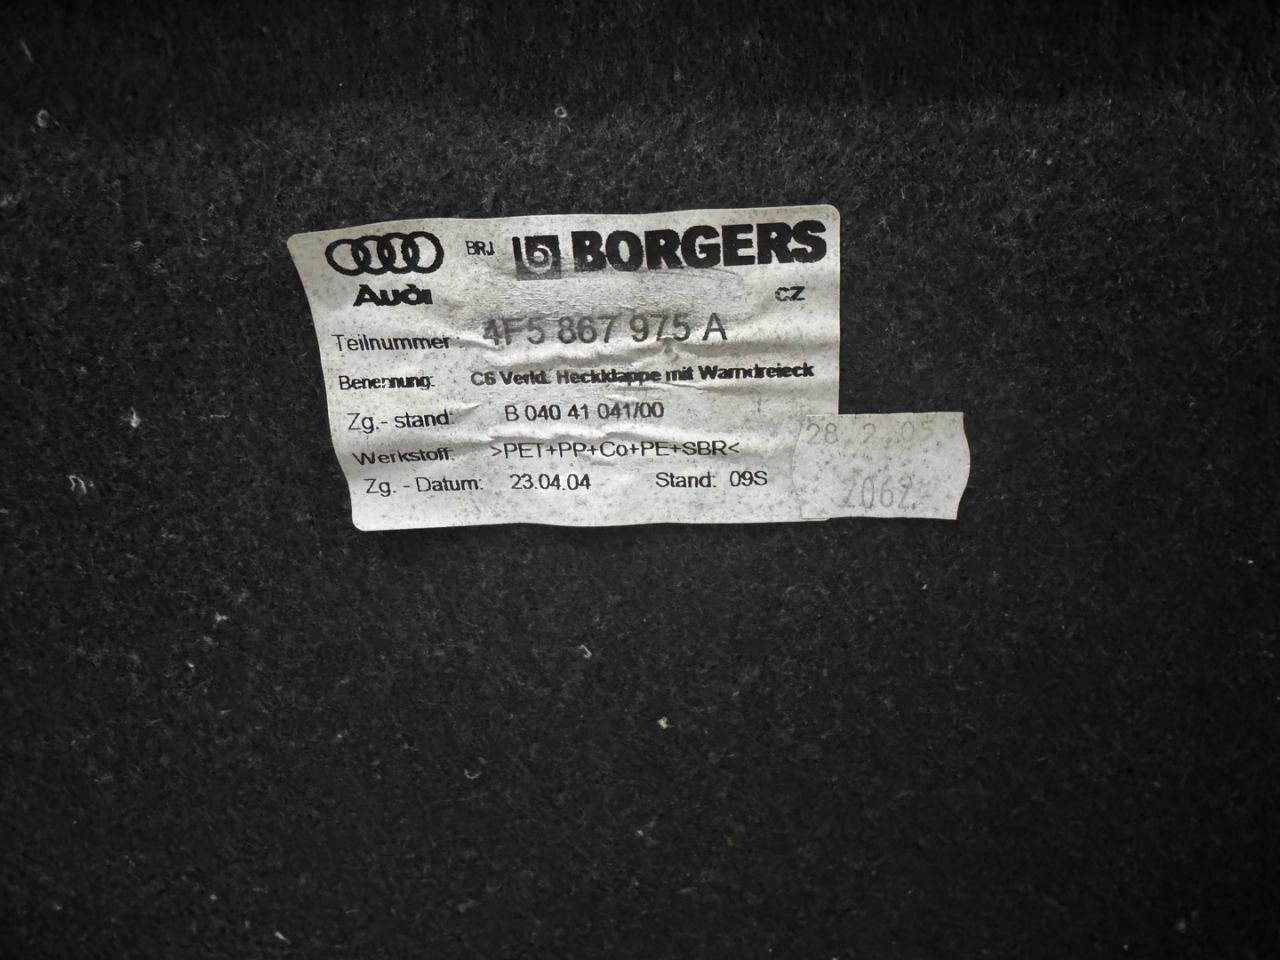 BRJ BORGERS
Audi CZ
Teilnummer: 4F5 867 975 A
Benennung: C6 Verkl. Heckklappe mit Warndreieck
Zg.- stand: B 040 41 041/00
Werkstoff: >PET+PP+Co+PE+SBR<
Zg. - Datum: 23.04.04 Stand: 09S
28. 2. 05.
2062